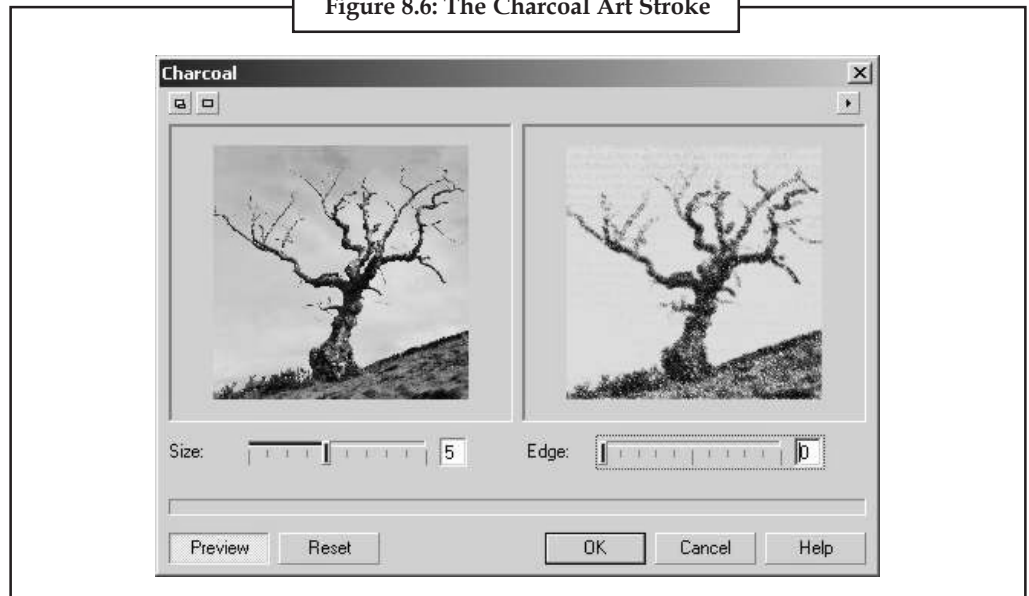 Figure 8.6: The Charcoal Art Stroke
Charcoal
Size: 5 Edge: 0
Preview Reset OK Cancel Help